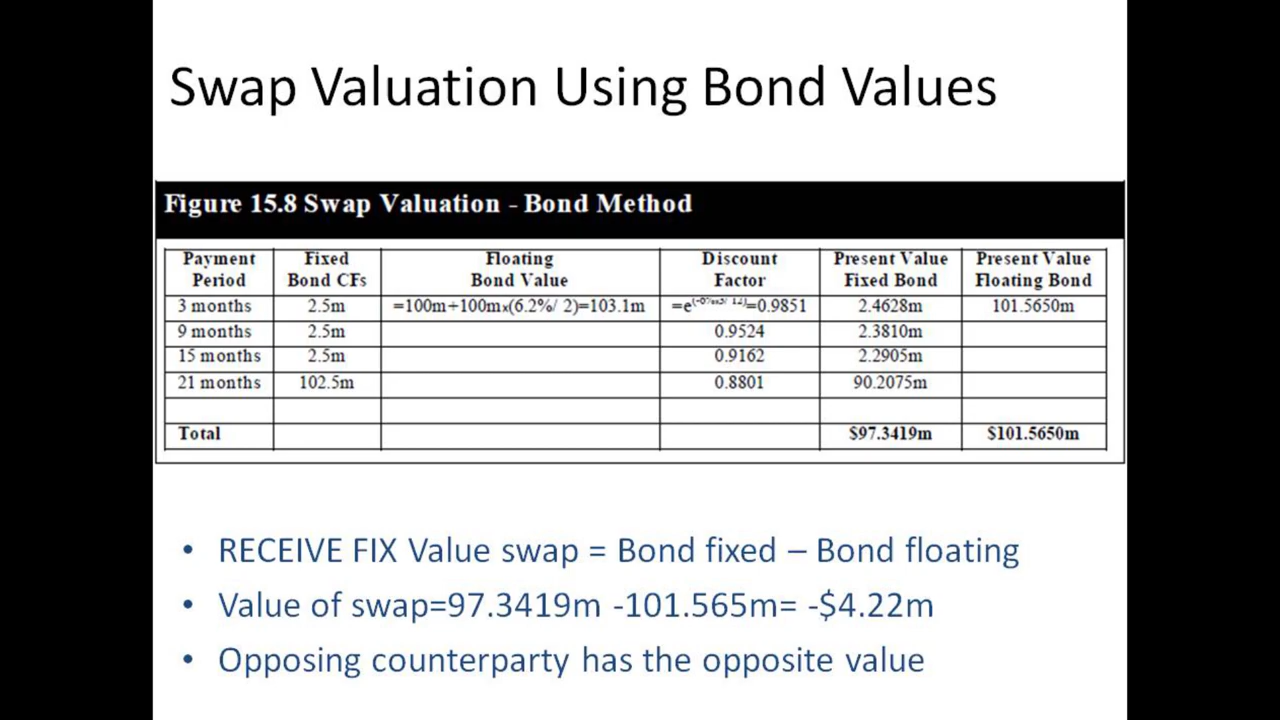 Swap Valuation Using Bond Values
Figure 15.8 Swap Valuation - Bond Method
Payment Period Fixed Bond CFs Floating Bond Value Discount Factor Present Value Fixed Bond Present Value Floating Bond
3 months 2.5m =100m+100mx(6.2%/ 2)=103.1m =0.9851 2.4628m 101.5650m
9 months 2.5m 0.9524 2.3810m
15 months 2.5m 0.9162 2.2905m
21 months 102.5m 0.8801 90.2075m
Total $97.3419m $101.5650m
• RECEIVE FIX Value swap = Bond fixed – Bond floating
• Value of swap=97.3419m -101.565m= -$4.22m
• Opposing counterparty has the opposite value